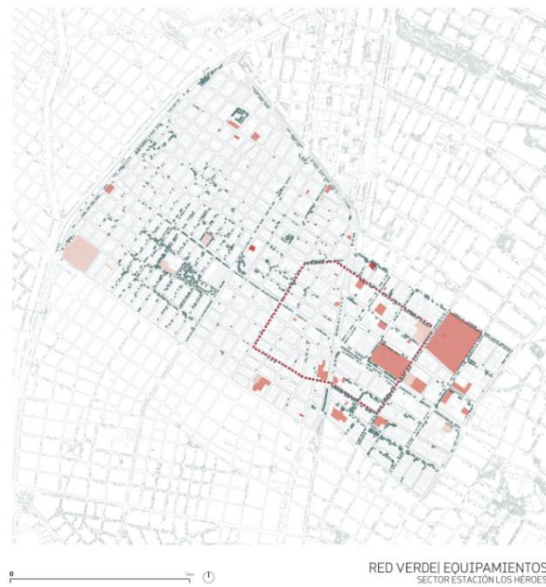 0
1km
RED VERDE| EQUIPAMIENTOS
SECTOR ESTACIÓN LOS HÉROES